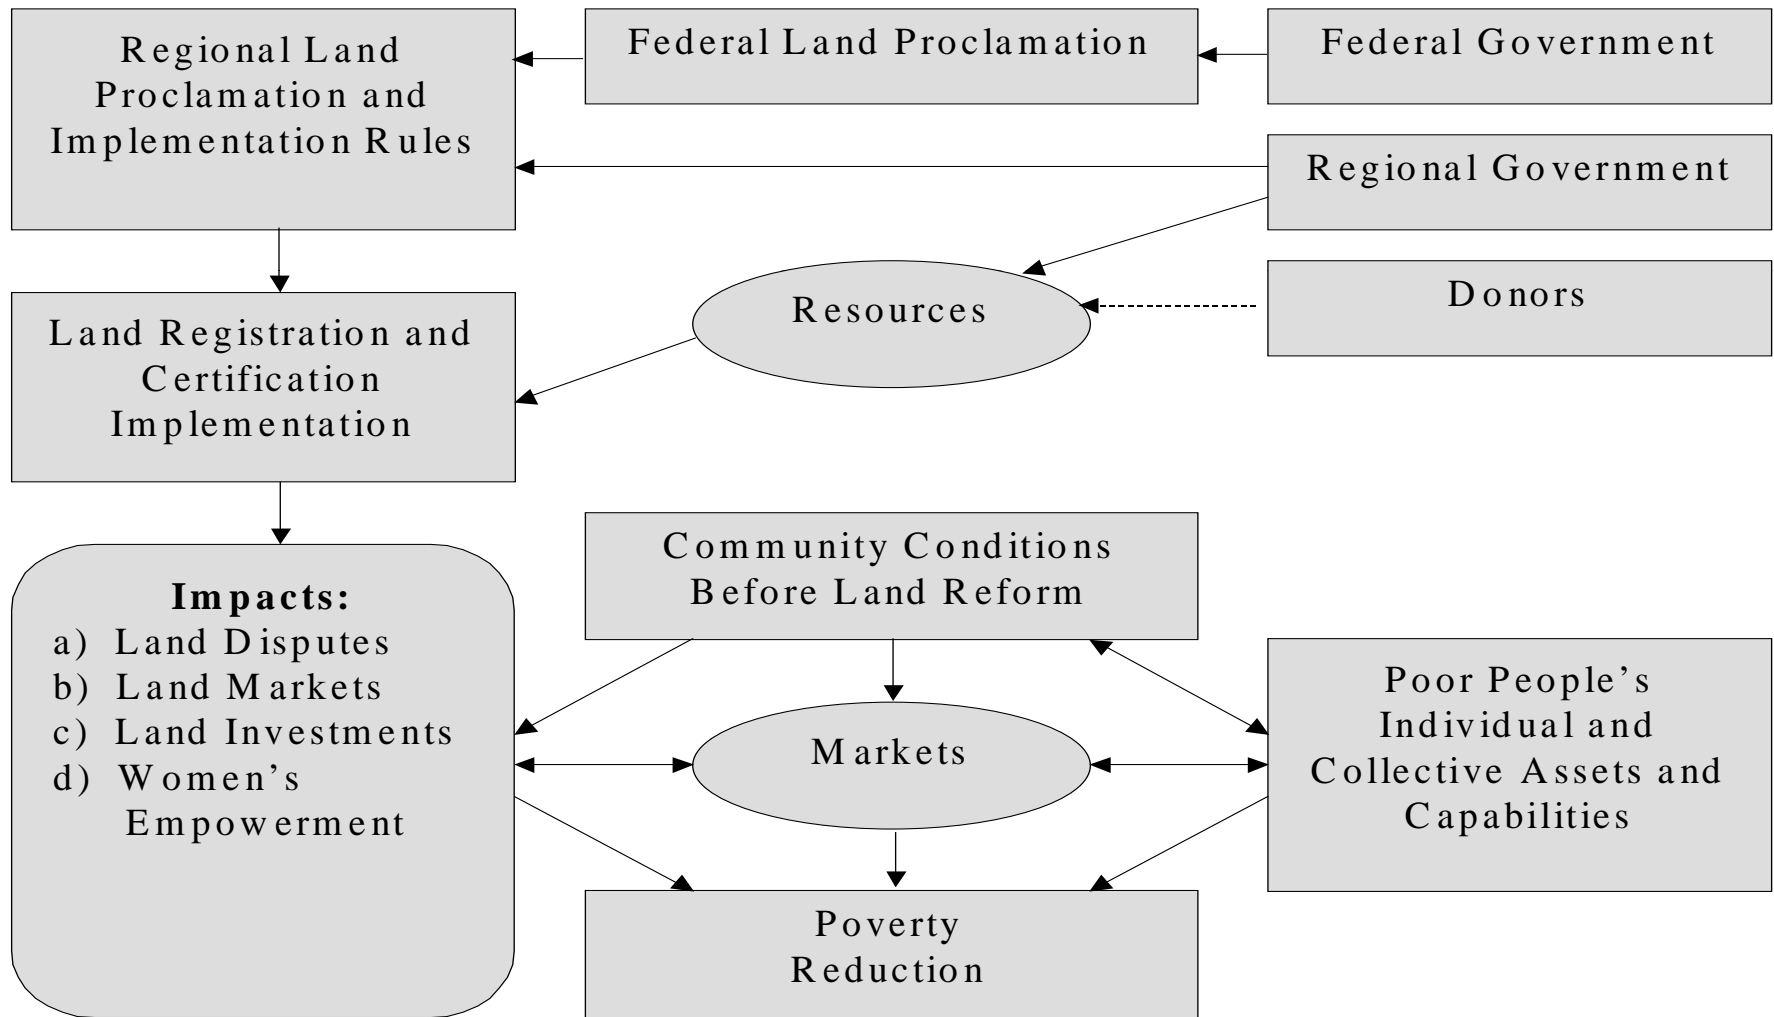 Regional Land
Proclamation and
Implementation Rules
Federal Land Proclamation
Federal Government
Regional Government
Resources
Donors
Land Registration and
Certification
Implementation
Impacts:
a) Land Disputes
b) Land Markets
c) Land Investments
d) Women’s
Empowerment
Community Conditions
Before Land Reform
Markets
Poor People’s
Individual and
Collective Assets and
Capabilities
Poverty
Reduction